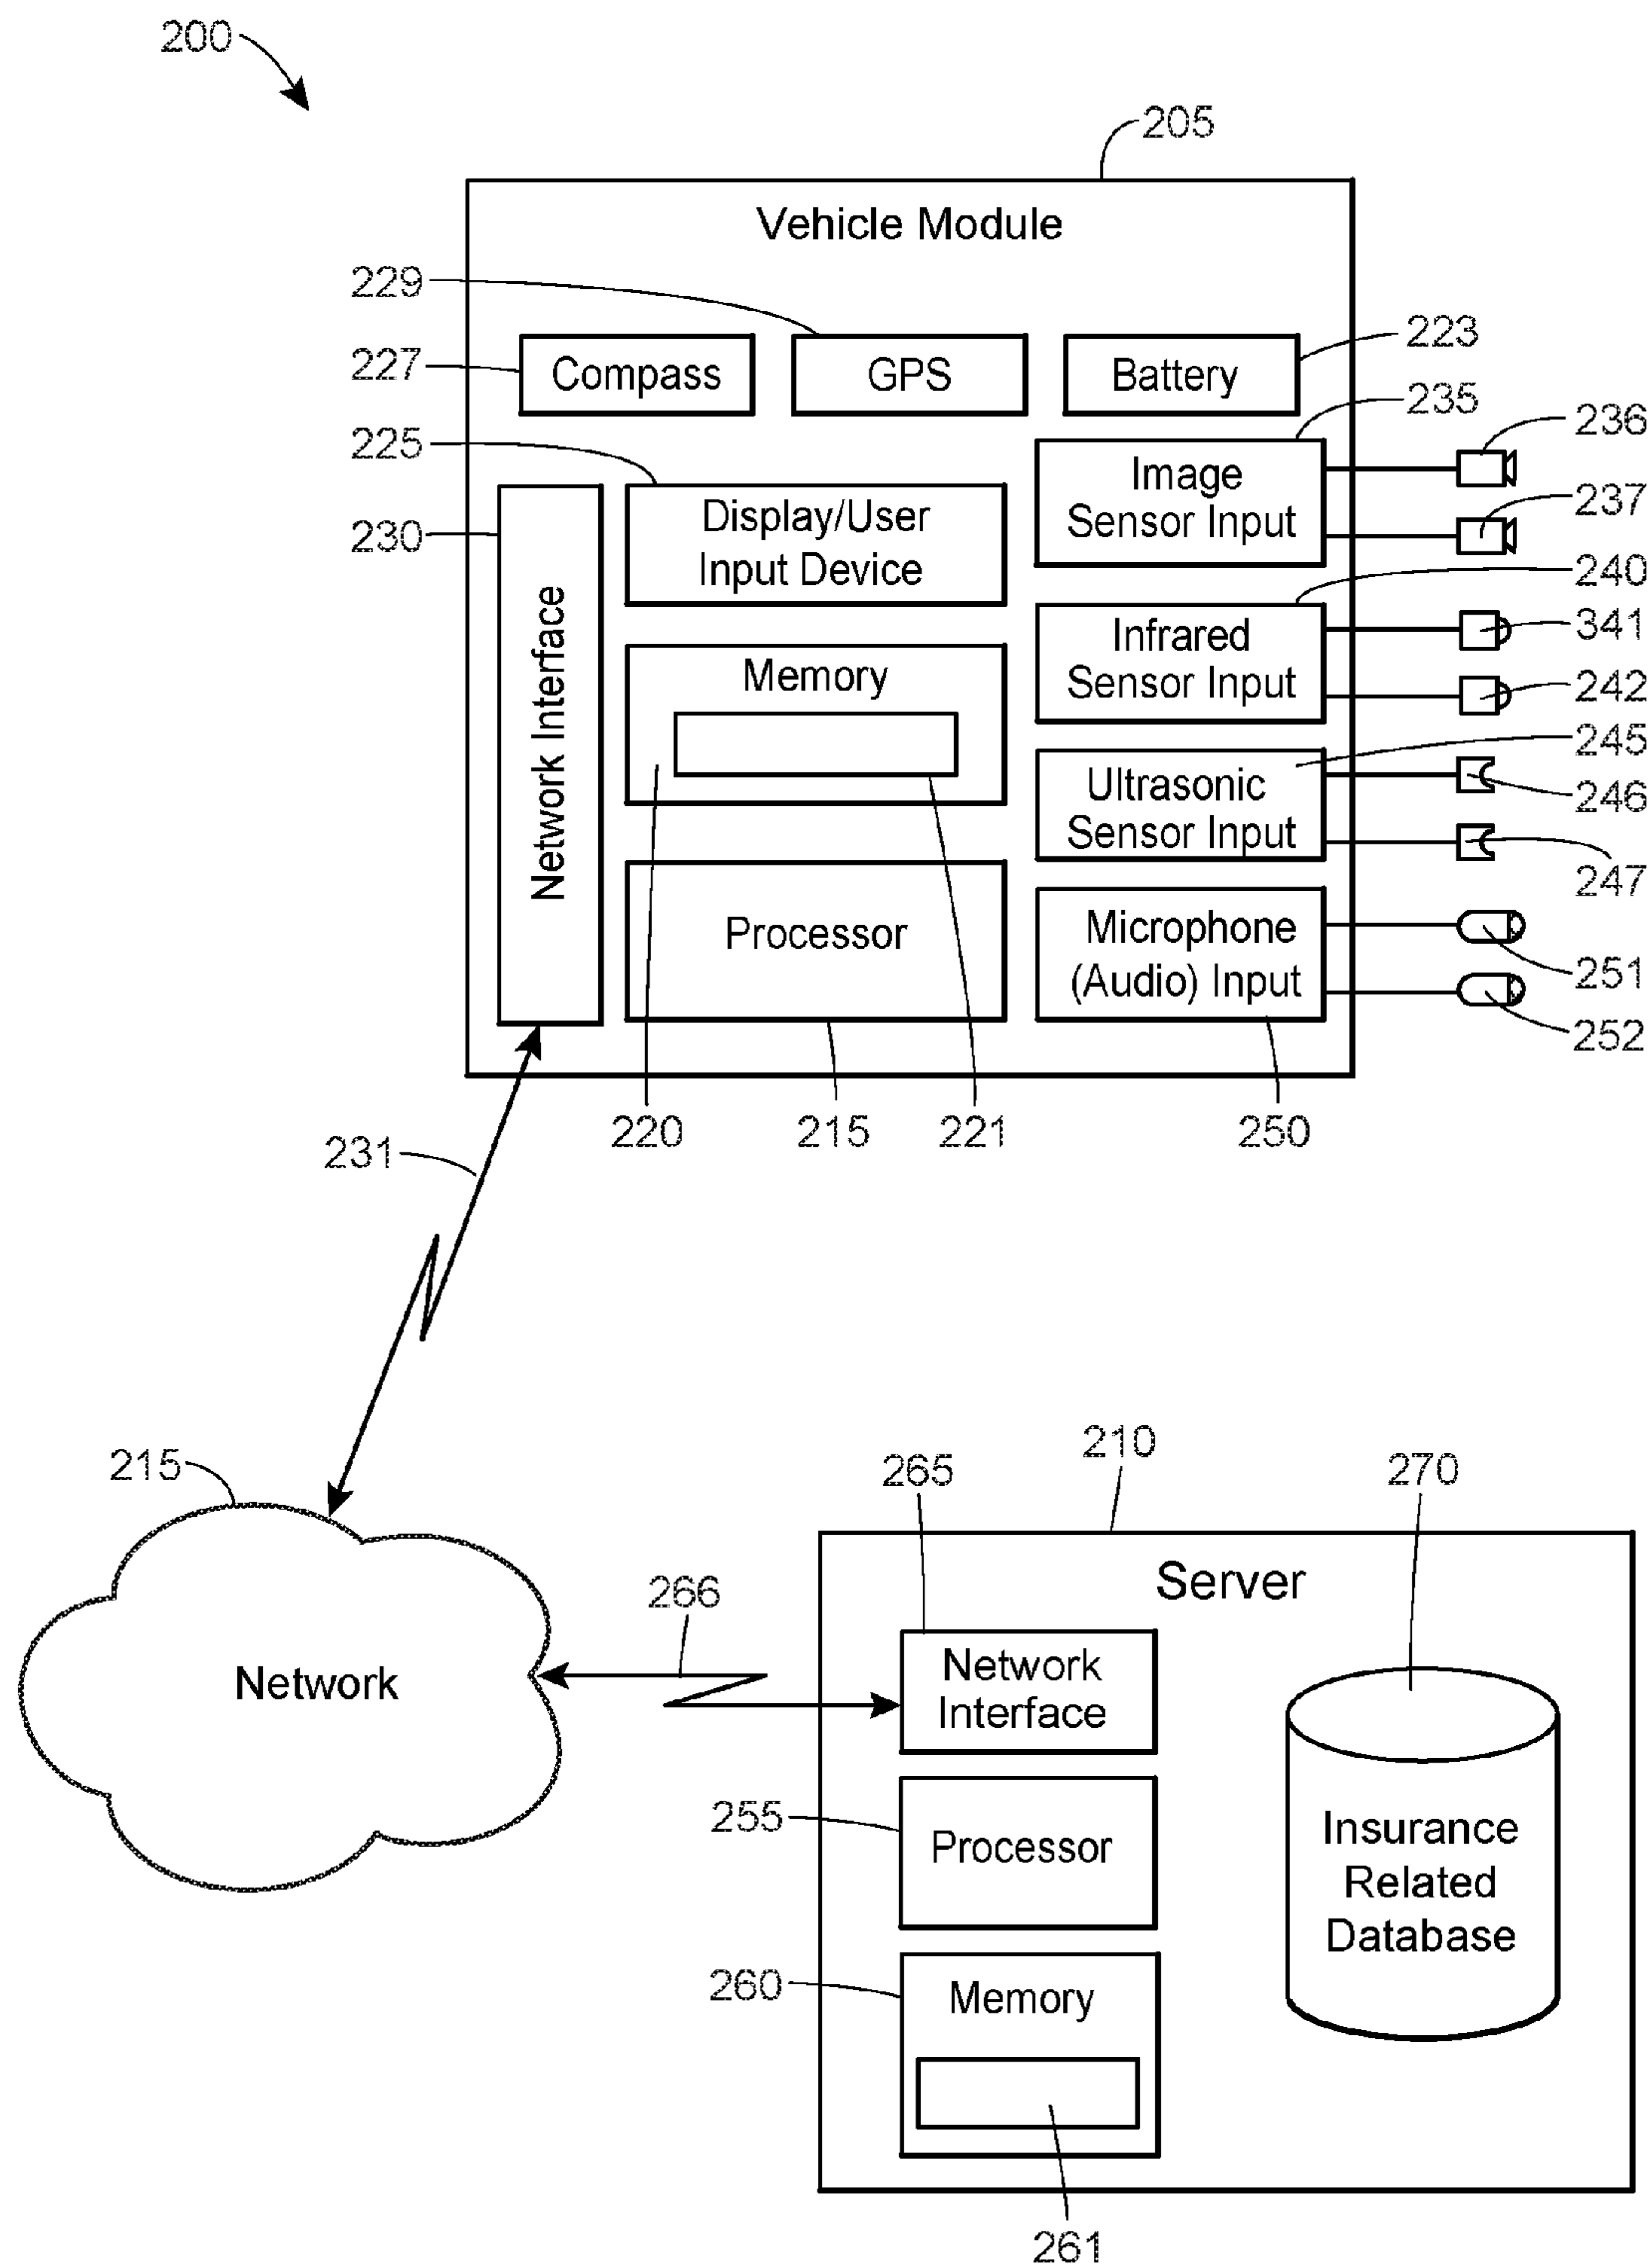 200
205
Vehicle Module
229
227
Compass
GPS
Battery
223
235
225
236
Image
Sensor Input
237
230
Display/User
Input Device
240
Network Interface
Infrared
Sensor Input
341
242
Memory
245
Ultrasonic
Sensor Input
246
247
Processor
Microphone
(Audio) Input
251
252
220
215
221
250
231
215
Network
266
210
265
270
Server
Network
Interface
255
Processor
Insurance
Related
Database
260
Memory
261